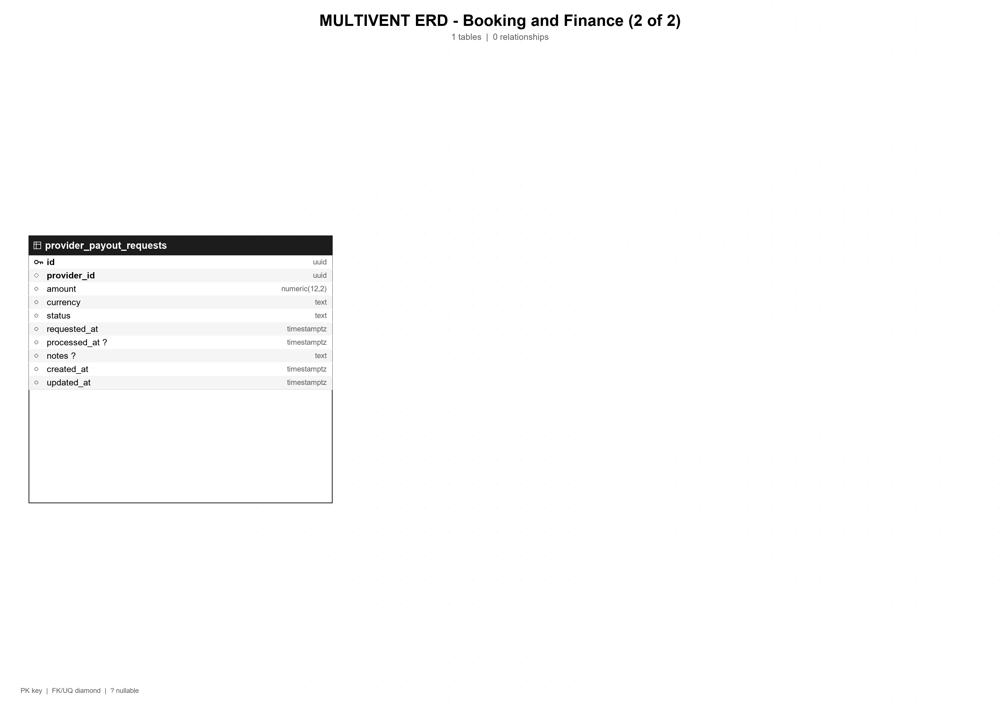 MULTIVENT ERD - Booking and Finance (2 of 2)
1 tables | 0 relationships
provider_payout_requests
id uuid
provider_id uuid
amount numeric(12,2)
currency text
status text
requested_at timestamptz
processed_at ? timestamptz
notes ? text
created_at timestamptz
updated_at timestamptz
PK key | FK/UQ diamond | ? nullable